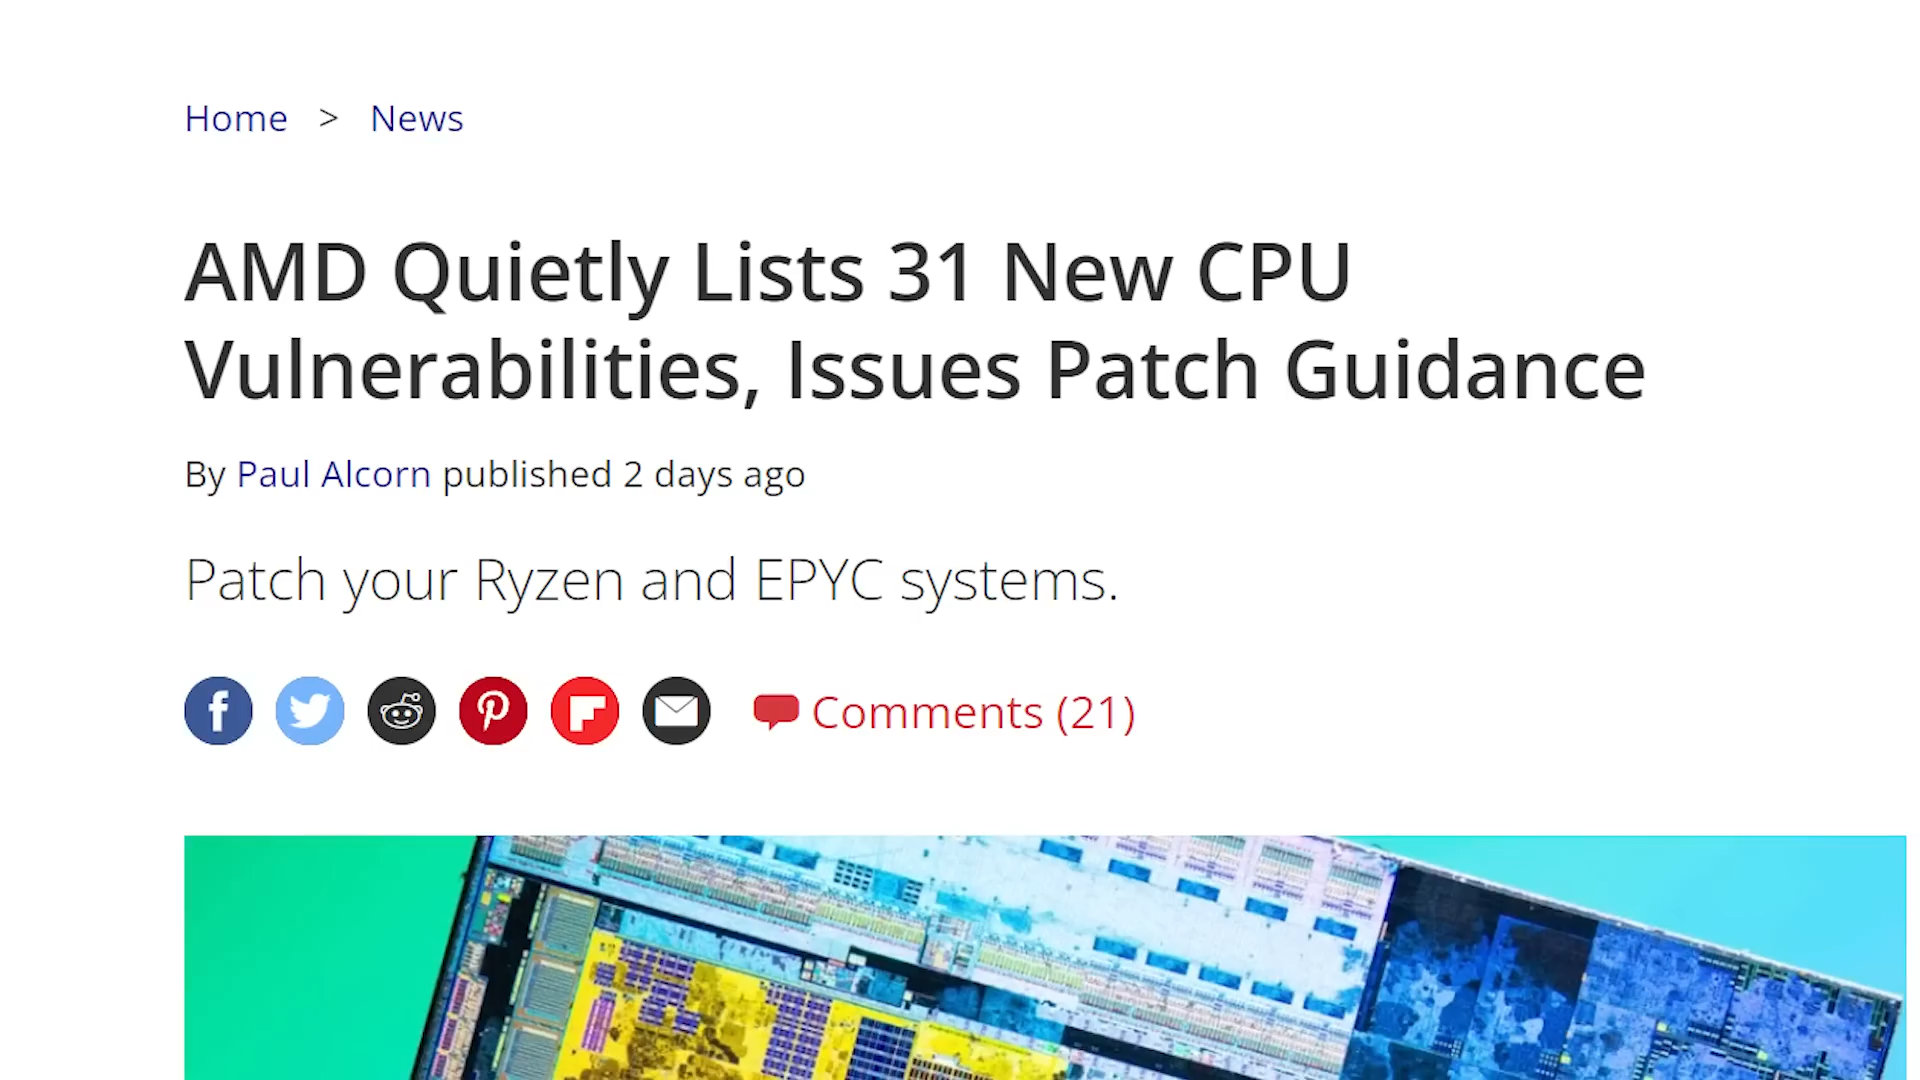 Home > News
AMD Quietly Lists 31 New CPU
Vulnerabilities, Issues Patch Guidance
By Paul Alcorn published 2 days ago
Patch your Ryzen and EPYC systems.
Comments (21)